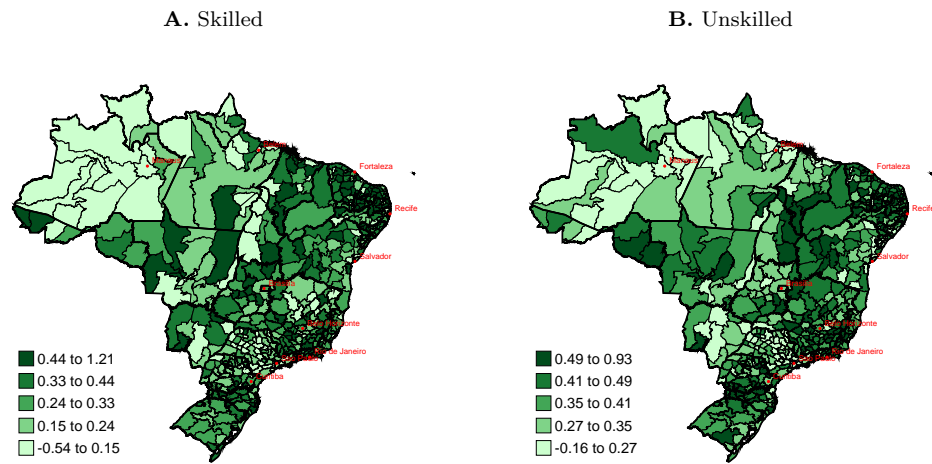 A. Skilled
B. Unskilled
Fortaleza
Recife
Salvador
de Janeiro
Curitiba
0.44 to 1.21
0.33 to 0.44
0.24 to 0.33
0.15 to 0.24
-0.54 to 0.15
Fortaleza
Recife
Salvador
de Janeiro
Curitiba
0.49 to 0.93
0.41 to 0.49
0.35 to 0.41
0.27 to 0.35
-0.16 to 0.27